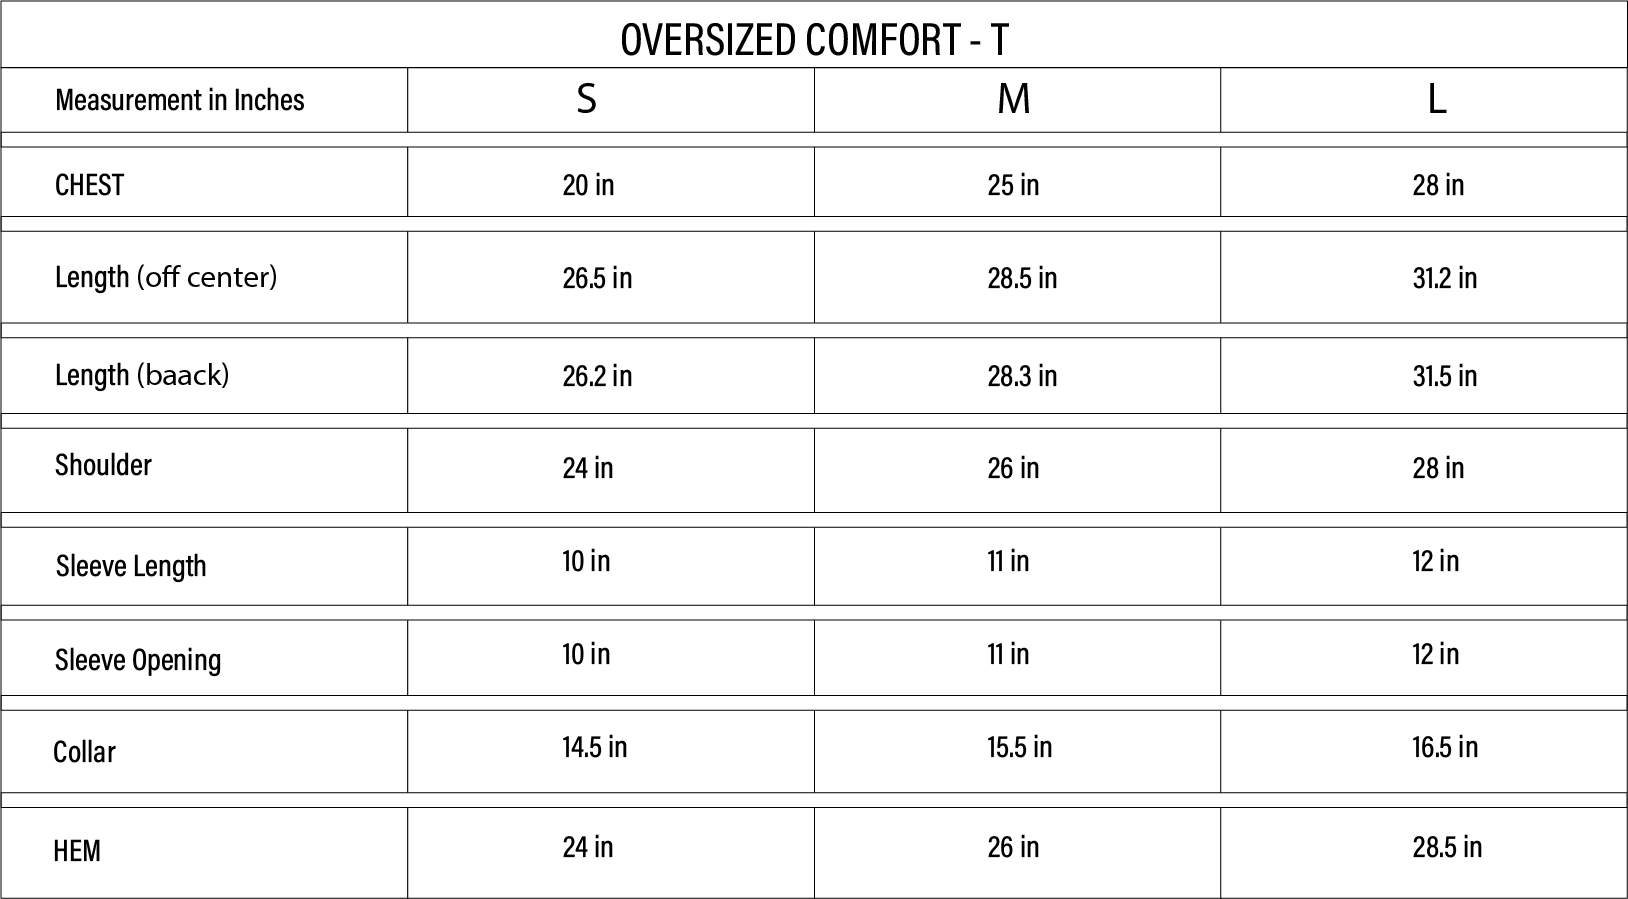 OVERSIZED COMFORT - T
Measurement in Inches S M L
CHEST 20 in 25 in 28 in
Length (off center) 26.5 in 28.5 in 31.2 in
Length (baack) 26.2 in 28.3 in 31.5 in
Shoulder 24 in 26 in 28 in
Sleeve Length 10 in 11 in 12 in
Sleeve Opening 10 in 11 in 12 in
Collar 14.5 in 15.5 in 16.5 in
HEM 24 in 26 in 28.5 in